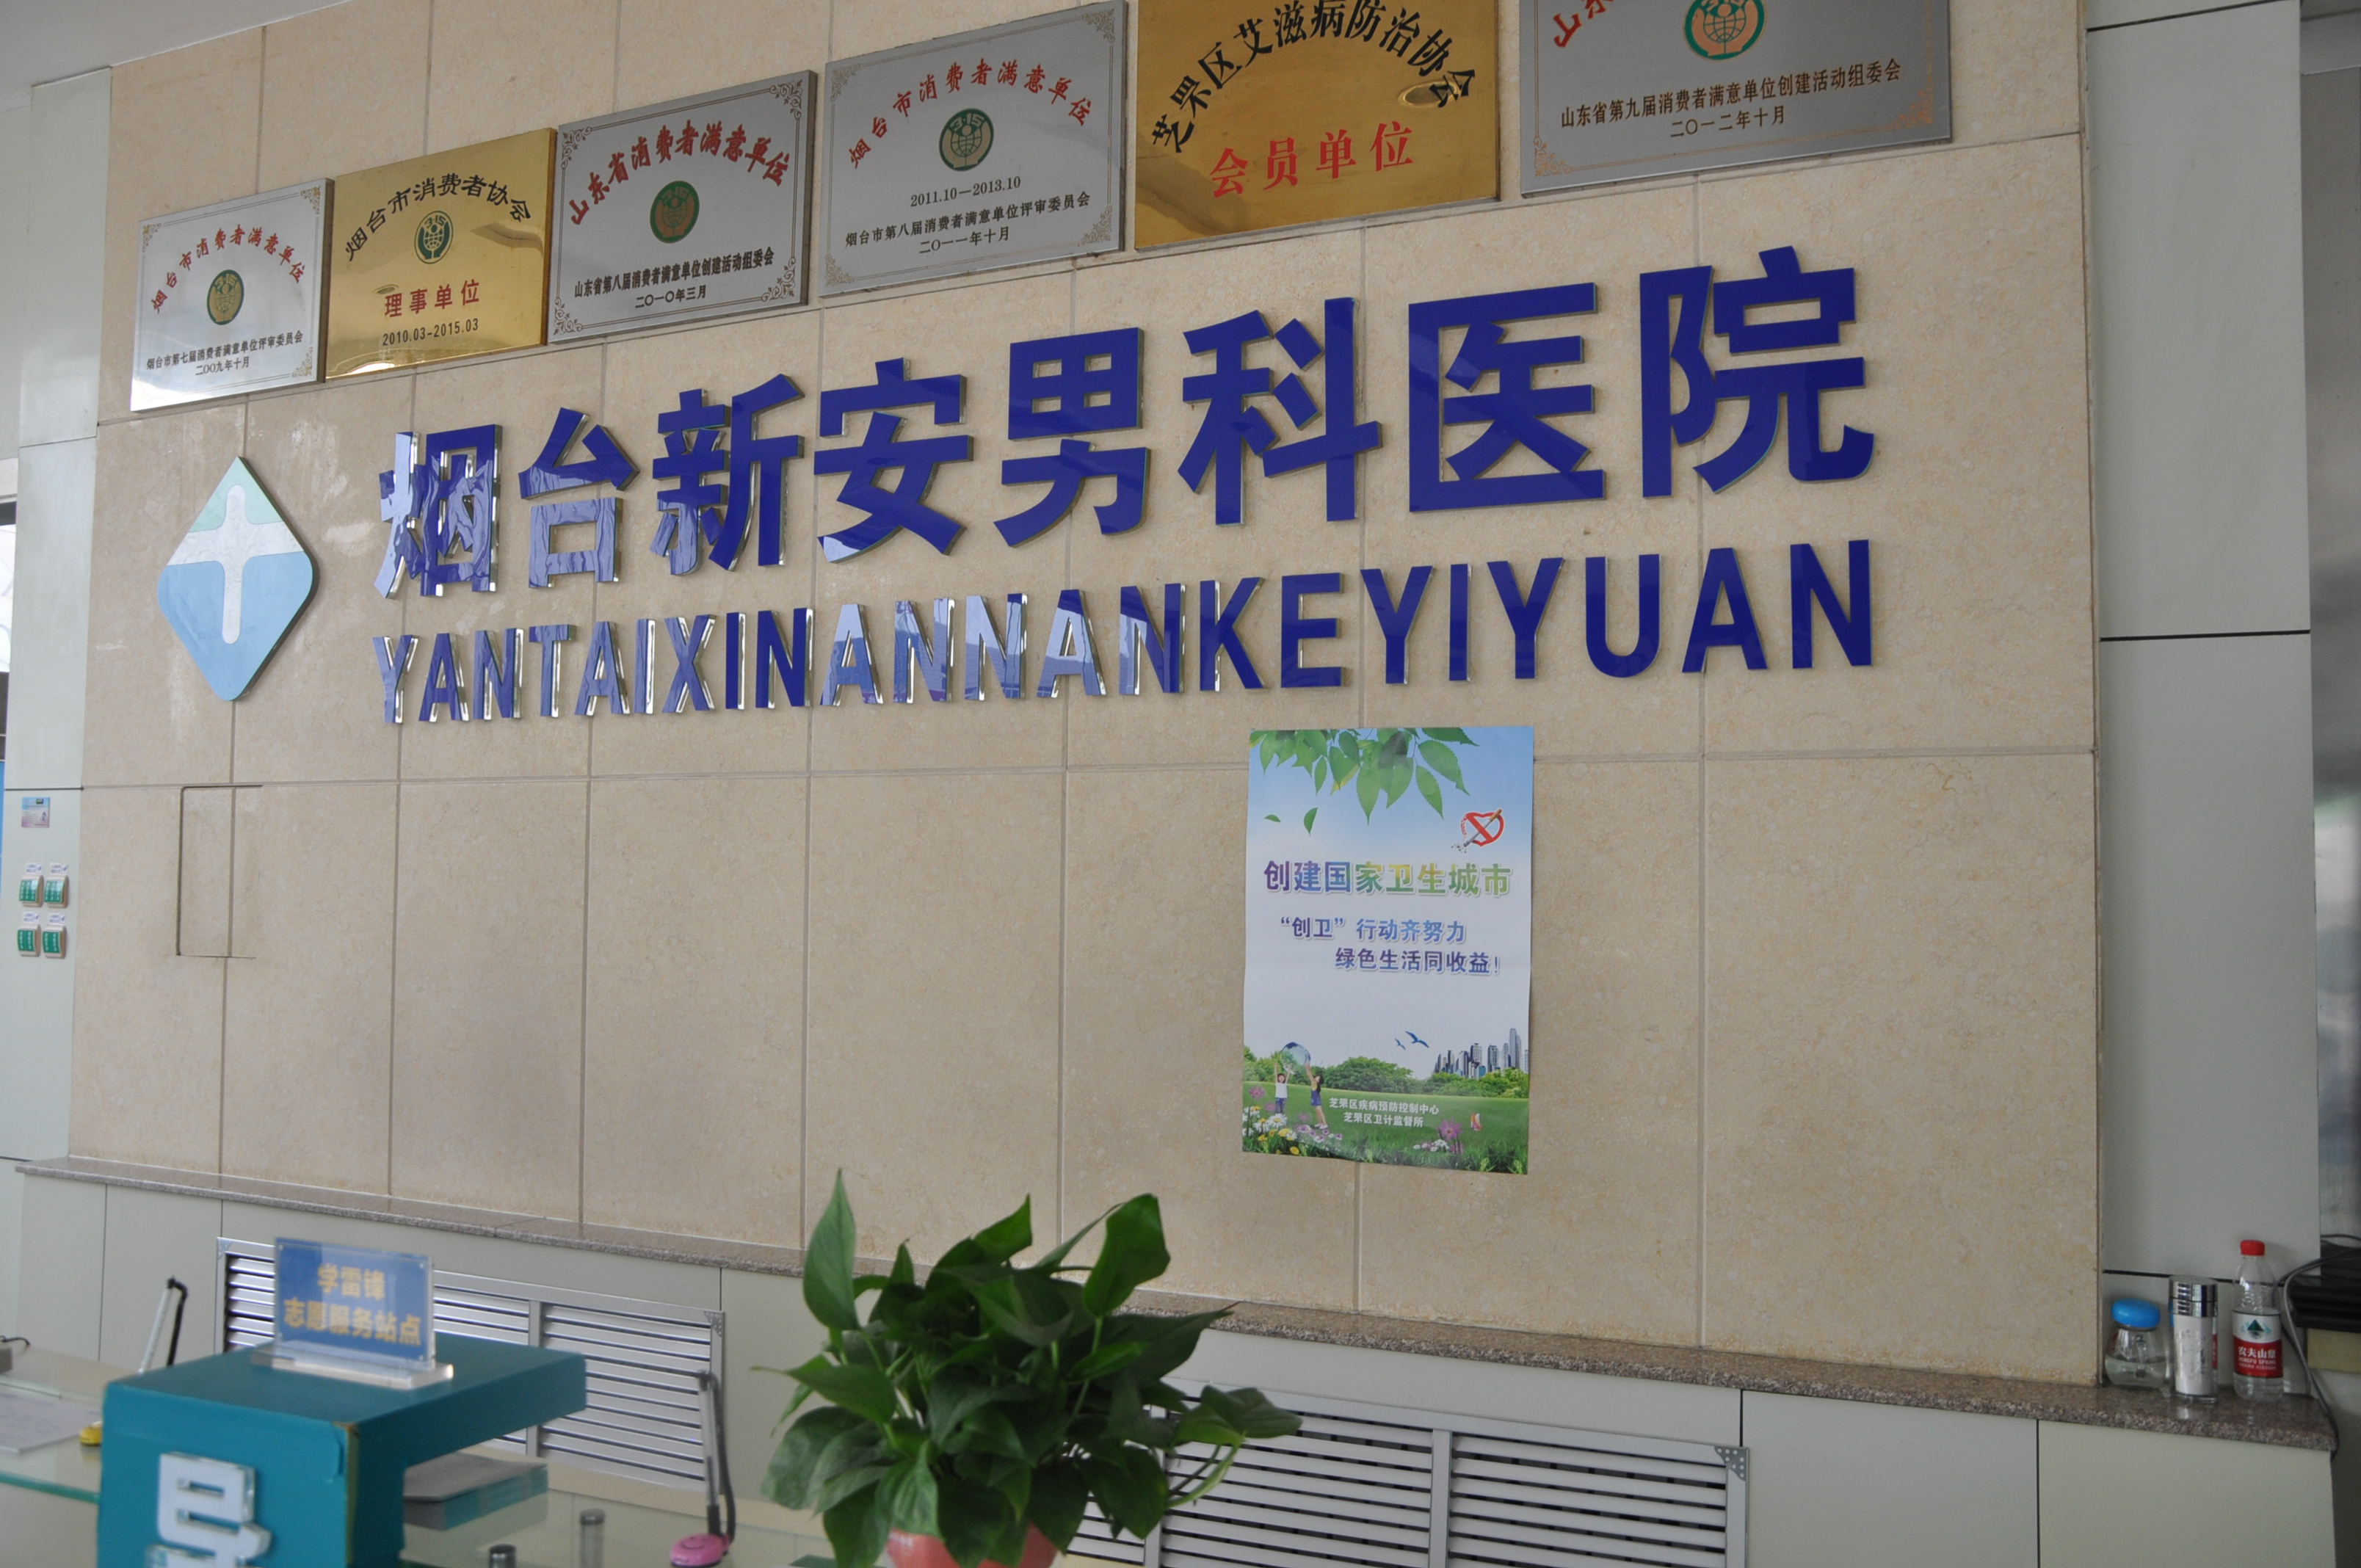 烟台市消费者满意单位
烟台市第七届消费者满意单位评审委员会
二〇〇九年十月
烟台市消费者协会
理事单位
2010.03-2015.03
山东省消费者满意单位
山东省第八届消费者满意单位创建活动组委会
二〇一〇年三月
烟台市消费者满意单位
2011.10—2013.10
烟台市第八届消费者满意单位评审委员会
二〇一一年十月
芝罘区艾滋病防治协会
会员单位
山东
山东省第九届消费者满意单位创建活动组委会
二〇一二年十月
烟台新安男科医院
YANTAIXINANNANKEYIYUAN
创建国家卫生城市
“创卫”行动齐努力
绿色生活同收益!
芝罘区疾病预防控制中心
芝罘区卫计监督所
学雷锋
志愿服务站点
导
农夫山泉